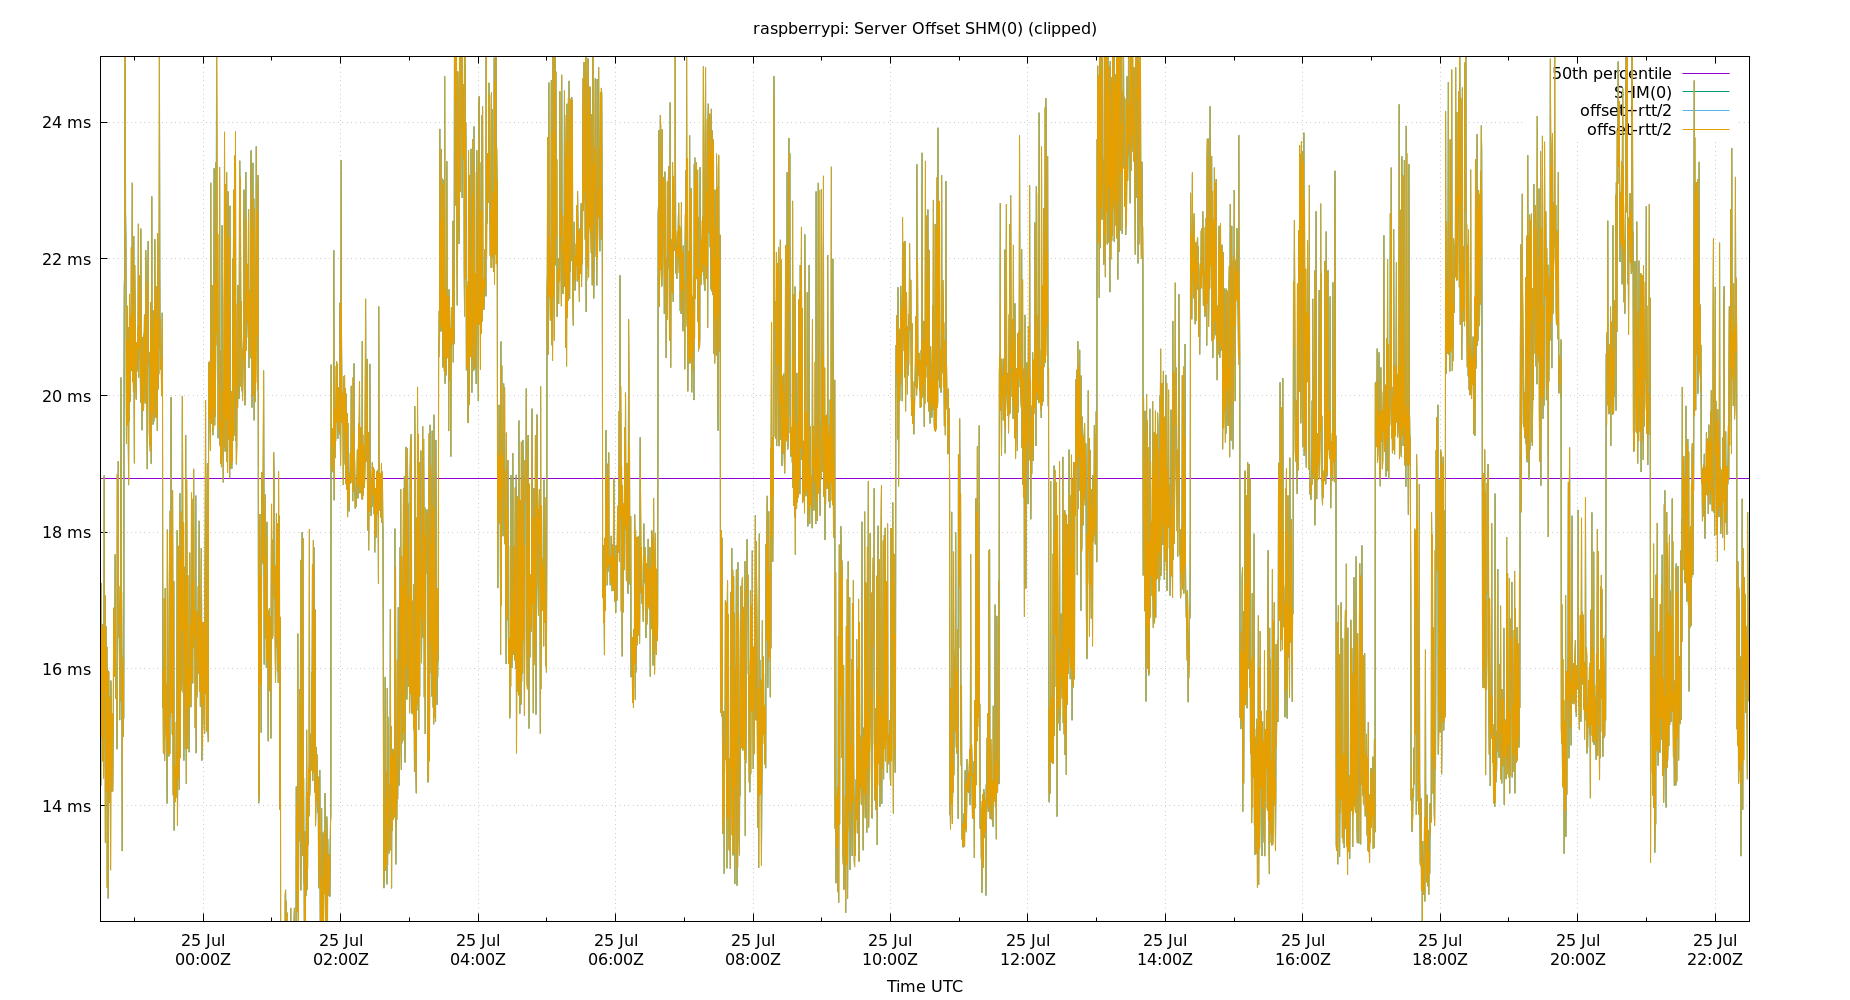 raspberrypi: Server Offset SHM(0) (clipped)
50th percentile
SHM(0)
offset+rtt/2
offset-rtt/2
24 ms
22 ms
20 ms
18 ms
16 ms
14 ms
25 Jul 25 Jul 25 Jul 25 Jul 25 Jul 25 Jul 25 Jul 25 Jul 25 Jul 25 Jul 25 Jul 25 Jul
00:00Z 02:00Z 04:00Z 06:00Z 08:00Z 10:00Z 12:00Z 14:00Z 16:00Z 18:00Z 20:00Z 22:00Z
Time UTC